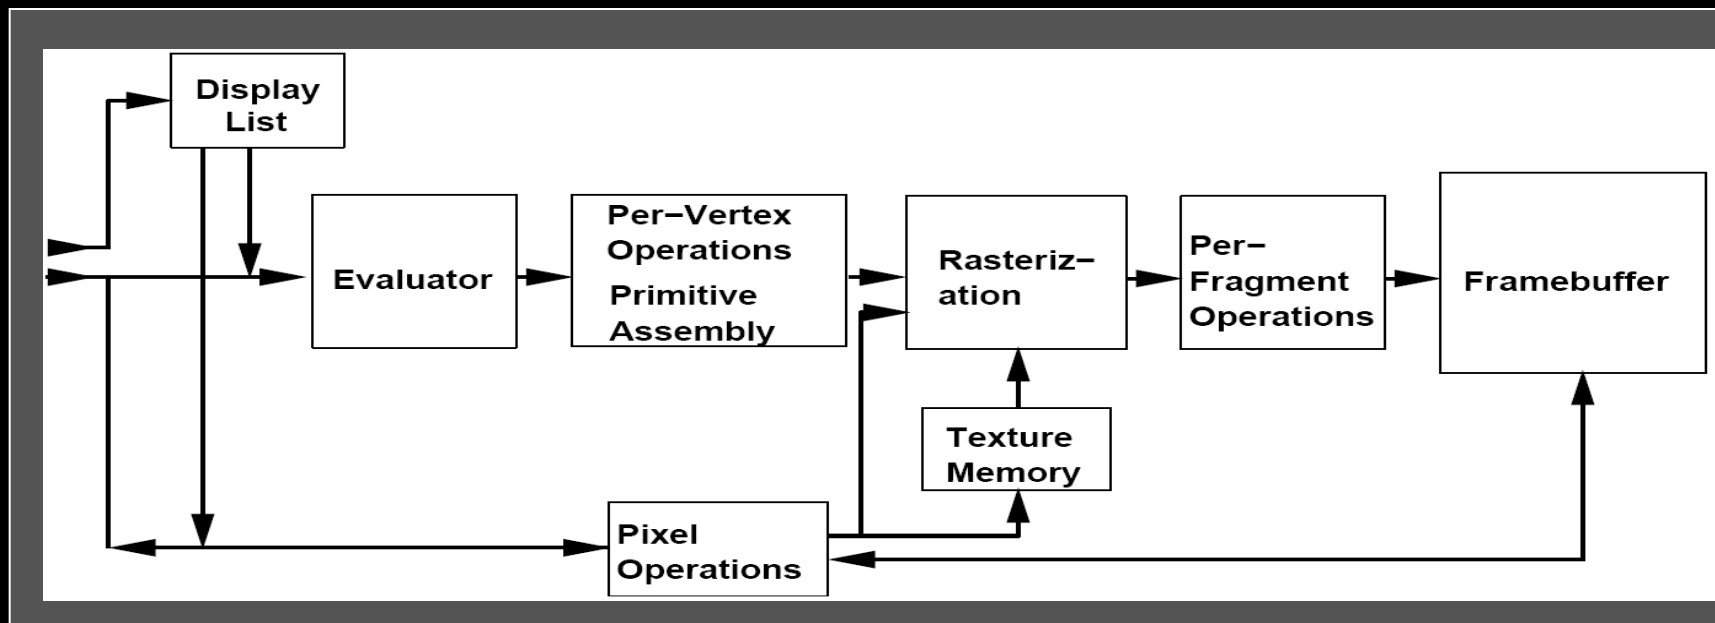 Display
List
Evaluator
Per−Vertex
Operations
Primitive
Assembly
Rasteriz−
ation
Per−
Fragment
Operations
Framebuffer
Texture
Memory
Pixel
Operations